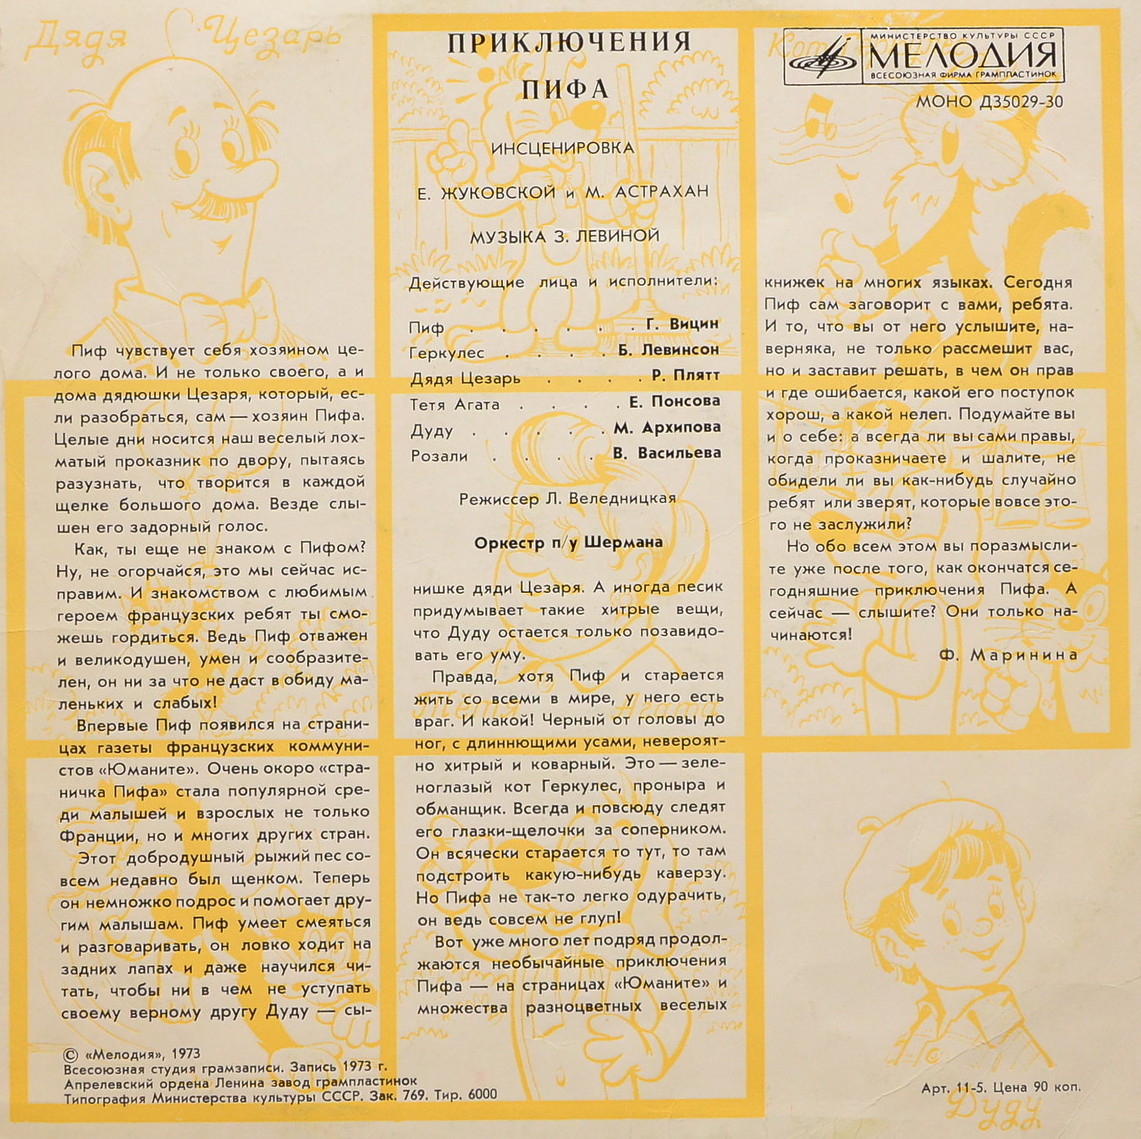 Дядя Цезарь
ПРИКЛЮЧЕНИЯ
ПИФА
ИНСЦЕНИРОВКА
Е. ЖУКОВСКОЙ и М. АСТРАХАН
МУЗЫКА З. ЛЕВИНОЙ
Действующие лица и исполнители:
Пиф . . . . . . Г. Вицин
Геркулес . . . . Б. Левинсон
Дядя Цезарь . . . . Р. Плятт
Тетя Агата . . . . Е. Понсова
Дуду . . . . . М. Архипова
Розали . . . . В. Васильева
Режиссер Л. Веледницкая
Оркестр п/у Шермана
МИНИСТЕРСТВО КУЛЬТУРЫ СССР
МЕЛОДИЯ
ВСЕСОЮЗНАЯ ФИРМА ГРАМПЛАСТИНОК
МОНО Д35029-30
Пиф чувствует себя хозяином це-
лого дома. И не только своего, а и
дома дядюшки Цезаря, который, ес-
ли разобраться, сам — хозяин Пифа.
Целые дни носится наш веселый лох-
матый проказник по двору, пытаясь
разузнать, что творится в каждой
щелке большого дома. Везде слы-
шен его задорный голос.
Как, ты еще не знаком с Пифом?
Ну, не огорчайся, это мы сейчас ис-
правим. И знакомством с любимым
героем французских ребят ты смо-
жешь гордиться. Ведь Пиф отважен
и великодушен, умен и сообразите-
лен, он ни за что не даст в обиду ма-
леньких и слабых!
Впервые Пиф появился на страни-
цах газеты французских коммуни-
стов «Юманите». Очень окоро «стра-
ничка Пифа» стала популярной сре-
ди малышей и взрослых не только
Франции, но и многих других стран.
Этот добродушный рыжий пес со-
всем недавно был щенком. Теперь
он немножко подрос и помогает дру-
гим малышам. Пиф умеет смеяться
и разговаривать, он ловко ходит на
задних лапах и даже научился чи-
тать, чтобы ни в чем не уступать
своему верному другу Дуду — сы-
нишке дяди Цезаря. А иногда песик
придумывает такие хитрые вещи,
что Дуду остается только позавидо-
вать его уму.
Правда, хотя Пиф и старается
жить со всеми в мире, у него есть
враг. И какой! Черный от головы до
ног, с длиннющими усами, невероят-
но хитрый и коварный. Это — зеле-
ноглазый кот Геркулес, проныра и
обманщик. Всегда и повсюду следят
его глазки-щелочки за соперником.
Он всячески старается то тут, то там
подстроить какую-нибудь каверзу.
Но Пифа не так-то легко одурачить,
он ведь совсем не глуп!
Вот уже много лет подряд продол-
жаются необычайные приключения
Пифа — на страницах «Юманите» и
множества разноцветных веселых
книжек на многих языках. Сегодня
Пиф сам заговорит с вами, ребята.
И то, что вы от него услышите, на-
верняка, не только рассмешит вас,
но и заставит решать, в чем он прав
и где ошибается, какой его поступок
хорош, а какой нелеп. Подумайте вы
и о себе: а всегда ли вы сами правы,
когда проказничаете и шалите, не
обидели ли вы как-нибудь случайно
ребят или зверят, которые вовсе это-
го не заслужили?
Но обо всем этом вы поразмысли-
те уже после того, как окончатся се-
годняшние приключения Пифа. А
сейчас — слышите? Они только на-
чинаются!
Ф. Маринина
© «Мелодия», 1973
Всесоюзная студия грамзаписи. Запись 1973 г.
Апрелевский ордена Ленина завод грампластинок
Типография Министерства культуры СССР. Зак. 769. Тир. 6000
Арт. 11-5. Цена 90 коп.
Дуду